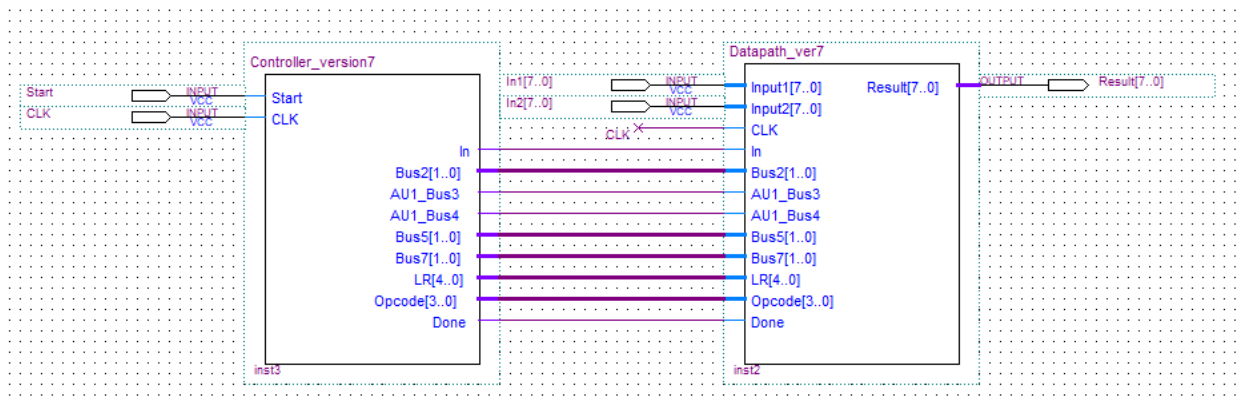 Controller_version7
Start
CLK
INPUT
VCC
INPUT
VCC
Start
CLK
In
Bus2[1..0]
AU1_Bus3
AU1_Bus4
Bus5[1..0]
Bus7[1..0]
LR[4..0]
Opcode[3..0]
Done
inst3
In1[7..0]
In2[7..0]
INPUT
VCC
INPUT
VCC
CLK
Datapath_ver7
Input1[7..0]
Input2[7..0]
CLK
In
Bus2[1..0]
AU1_Bus3
AU1_Bus4
Bus5[1..0]
Bus7[1..0]
LR[4..0]
Opcode[3..0]
Done
Result[7..0]
inst2
OUTPUT
Result[7..0]